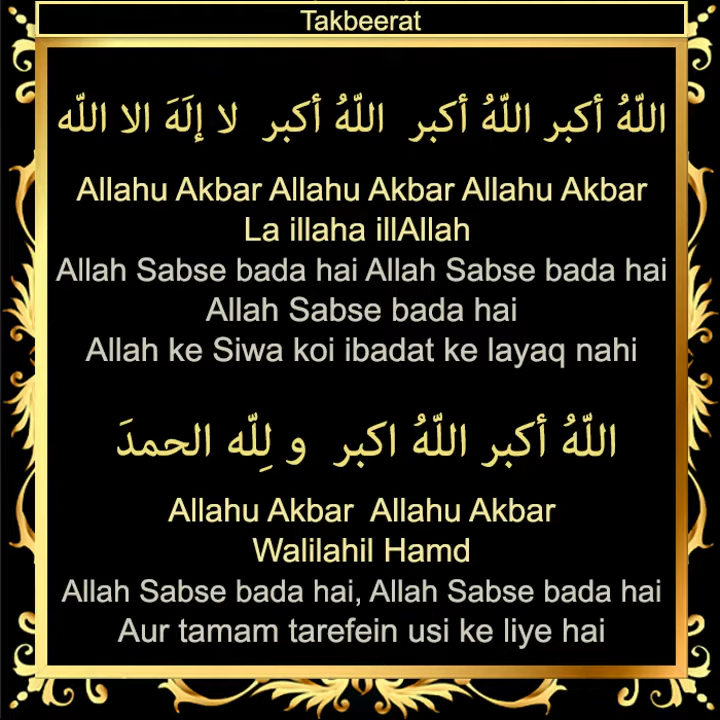 Takbeerat
اللّهُ أكبر اللّهُ أكبر اللّهُ أكبر لا إلَهَ الا اللّه
Allahu Akbar Allahu Akbar Allahu Akbar
La illaha illAllah
Allah Sabse bada hai Allah Sabse bada hai
Allah Sabse bada hai
Allah ke Siwa koi ibadat ke layaq nahi
اللّهُ أكبر اللّهُ اكبر و لِلّه الحمدَ
Allahu Akbar Allahu Akbar
Walilahil Hamd
Allah Sabse bada hai, Allah Sabse bada hai
Aur tamam tarefein usi ke liye hai